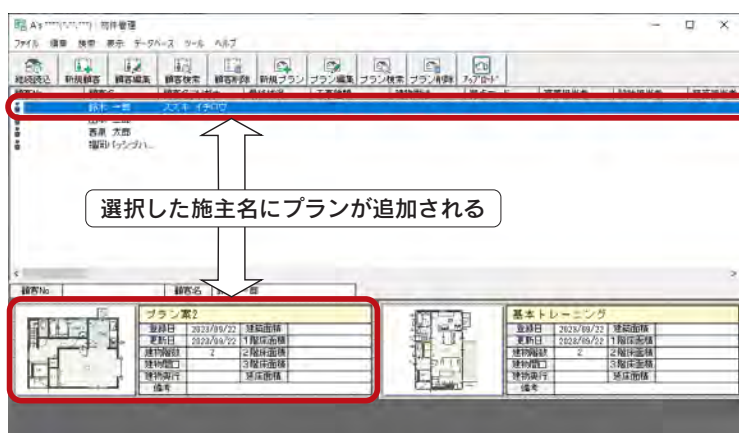 A's ****(*.**.***) 物件管理
ファイル 編集 検索 表示 データベース ツール ヘルプ
継続読込 新規顧客 顧客編集 顧客検索 顧客削除 新規プラン プラン編集 プラン検索 プラン削除 アップロード
鈴木 一郎 スズキ イチロウ
西泉 太郎
選択した施主名にプランが追加される
顧客No. 顧客名
プラン案2
登録日 2023/09/22 建築面積
更新日 2023/09/22 1階床面積
建物階数 2 2階床面積
建物間口 3階床面積
建物奥行 延床面積
備考
基本トレーニング
登録日 2023/09/22 建築面積
更新日 2023/09/22 1階床面積
建物階数 2 2階床面積
建物間口 3階床面積
建物奥行 延床面積
備考